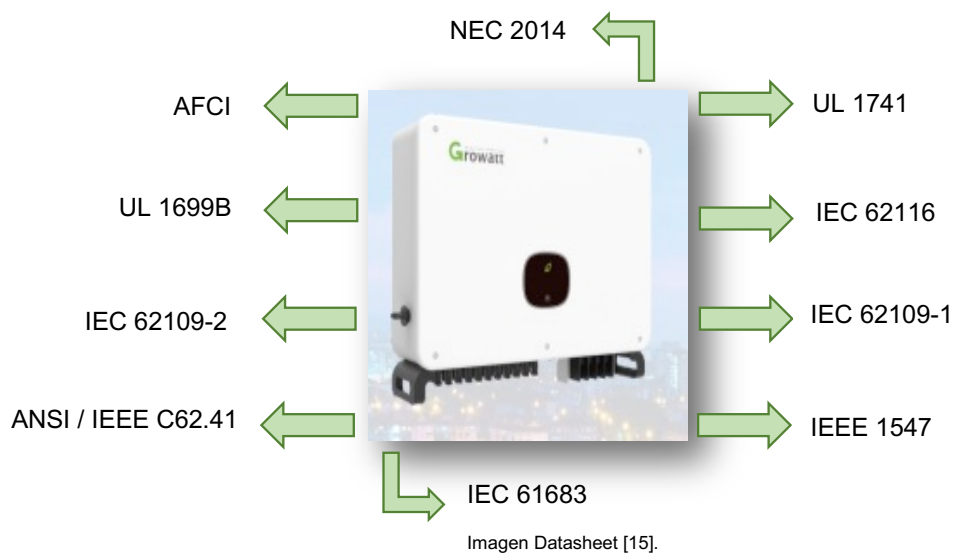 NEC 2014
AFCI
UL 1741
Growatt
UL 1699B
IEC 62116
IEC 62109-2
IEC 62109-1
ANSI / IEEE C62.41
IEEE 1547
IEC 61683
Imagen Datasheet [15].